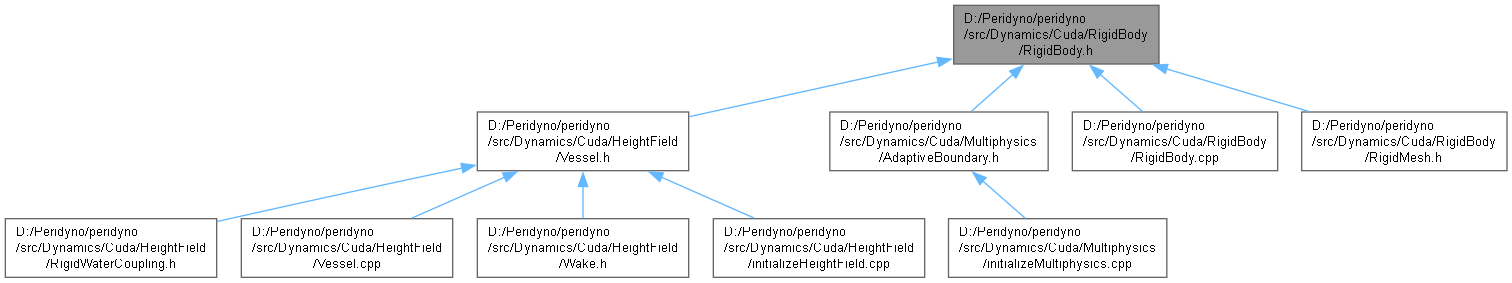 D:/Peridyno/peridyno
/src/Dynamics/Cuda/RigidBody
/RigidBody.h
D:/Peridyno/peridyno
/src/Dynamics/Cuda/HeightField
/Vessel.h
D:/Peridyno/peridyno
/src/Dynamics/Cuda/Multiphysics
/AdaptiveBoundary.h
D:/Peridyno/peridyno
/src/Dynamics/Cuda/RigidBody
/RigidBody.cpp
D:/Peridyno/peridyno
/src/Dynamics/Cuda/RigidBody
/RigidMesh.h
D:/Peridyno/peridyno
/src/Dynamics/Cuda/HeightField
/RigidWaterCoupling.h
D:/Peridyno/peridyno
/src/Dynamics/Cuda/HeightField
/Vessel.cpp
D:/Peridyno/peridyno
/src/Dynamics/Cuda/HeightField
/Wake.h
D:/Peridyno/peridyno
/src/Dynamics/Cuda/HeightField
/initializeHeightField.cpp
D:/Peridyno/peridyno
/src/Dynamics/Cuda/Multiphysics
/initializeMultiphysics.cpp